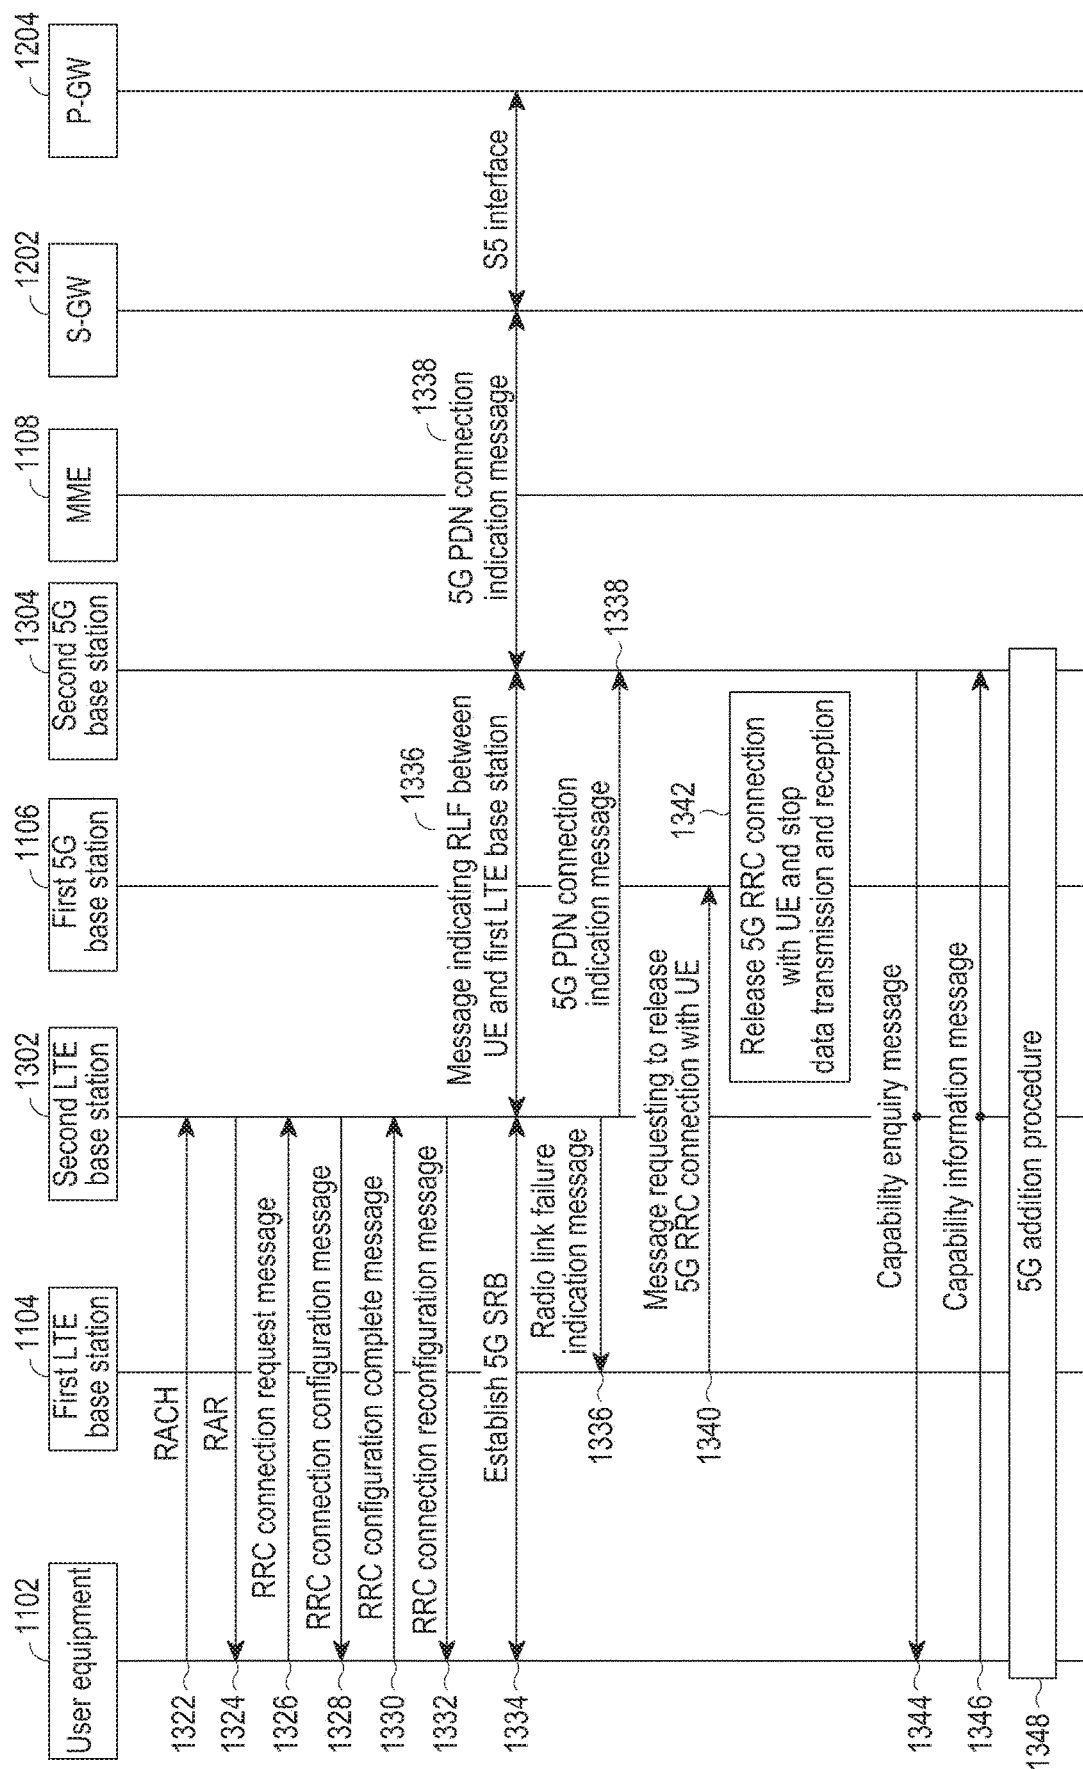 1102
User equipment
1104
First LTE
base station
1302
Second LTE
base station
1106
First 5G
base station
1304
Second 5G
base station
1108
MME
1202
S-GW
1204
P-GW
1322
RACH
1324
RAR
1326
RRC connection request message
1328
RRC connection configuration message
1330
RRC configuration complete message
1332
RRC connection reconfiguration message
1334
Establish 5G SRB
1336
Message indicating RLF between
UE and first LTE base station
1338
5G PDN connection
indication message
S5 interface
1336
Radio link failure
indication message
5G PDN connection
indication message
1338
1340
Message requesting to release
5G RRC connection with UE
1342
Release 5G RRC connection
with UE and stop
data transmission and reception
1344
Capability enquiry message
1346
Capability information message
1348
5G addition procedure